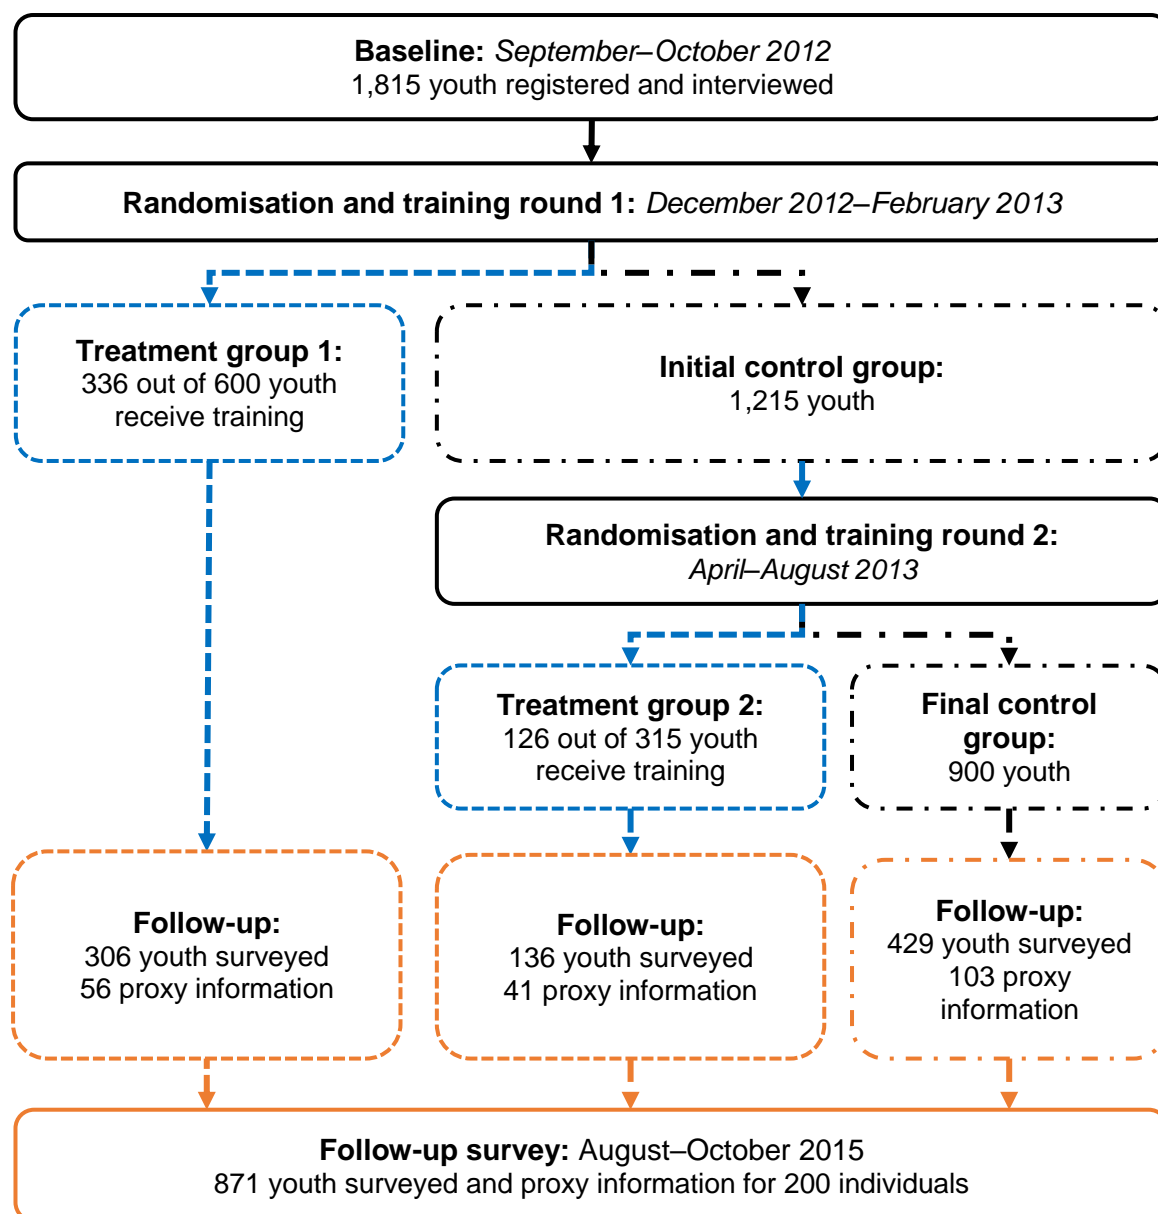 Baseline: September–October 2012
1,815 youth registered and interviewed
Randomisation and training round 1: December 2012–February 2013
Treatment group 1:
336 out of 600 youth
receive training
Initial control group:
1,215 youth
Randomisation and training round 2:
April–August 2013
Treatment group 2:
126 out of 315 youth
receive training
Final control
group:
900 youth
Follow-up:
306 youth surveyed
56 proxy information
Follow-up:
136 youth surveyed
41 proxy information
Follow-up:
429 youth surveyed
103 proxy
information
Follow-up survey: August–October 2015
871 youth surveyed and proxy information for 200 individuals